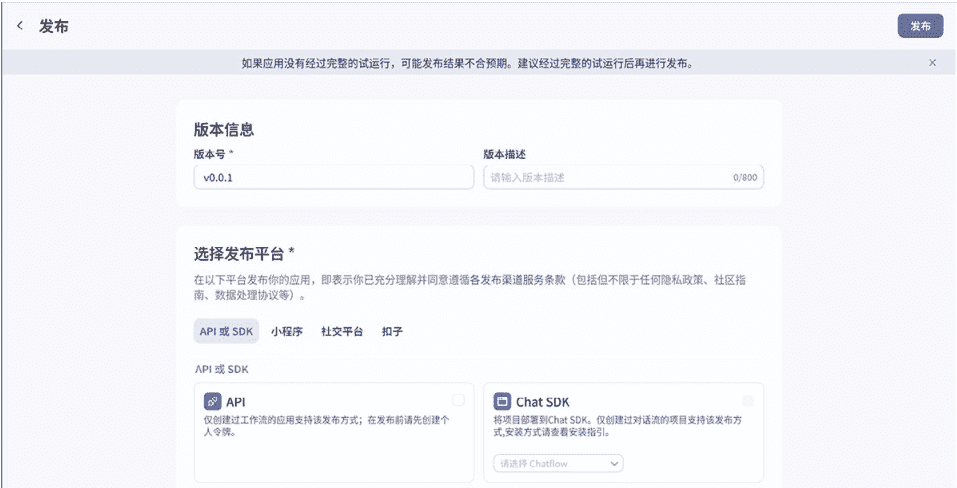 发布
发布
如果应用没有经过完整的试运行，可能发布结果不合预期。建议经过完整的试运行后再进行发布。
版本信息
版本号 *
版本描述
v0.0.1
请输入版本描述
0/800
选择发布平台 *
在以下平台发布你的应用，即表示你已充分理解并同意遵循各发布渠道服务条款（包括但不限于任何隐私政策、社区指
南、数据处理协议等）。
API 或 SDK
小程序
社交平台
扣子
API 或 SDK
API
仅创建过工作流的应用支持该发布方式；在发布前请先创建个
人令牌。
Chat SDK
将项目部署到Chat SDK。仅创建过对话流的项目支持该发布方
式,安装方式请查看安装指引。
请选择 Chatflow